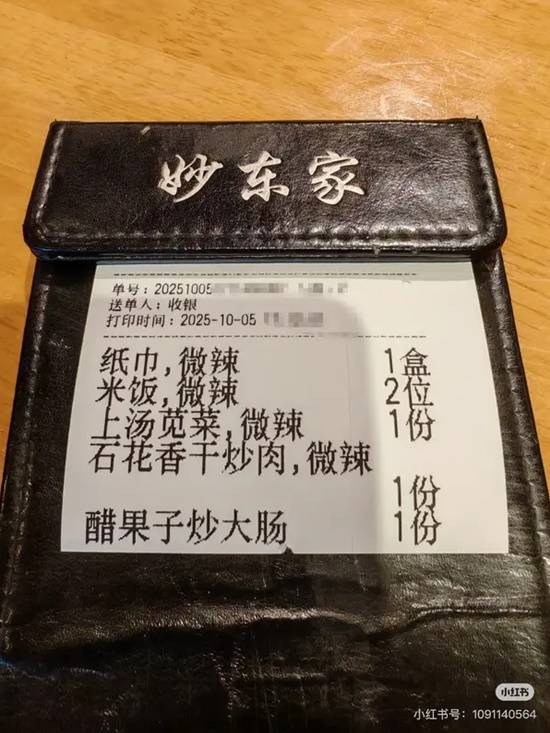 妙东家
单号: 20251005
送单人: 收银
打印时间: 2025-10-05
纸巾,微辣 1盒
米饭,微辣 2位
上汤苋菜,微辣 1份
石花香干炒肉,微辣
1份
醋果子炒大肠 1份
小红书
小红书号: 1091140564